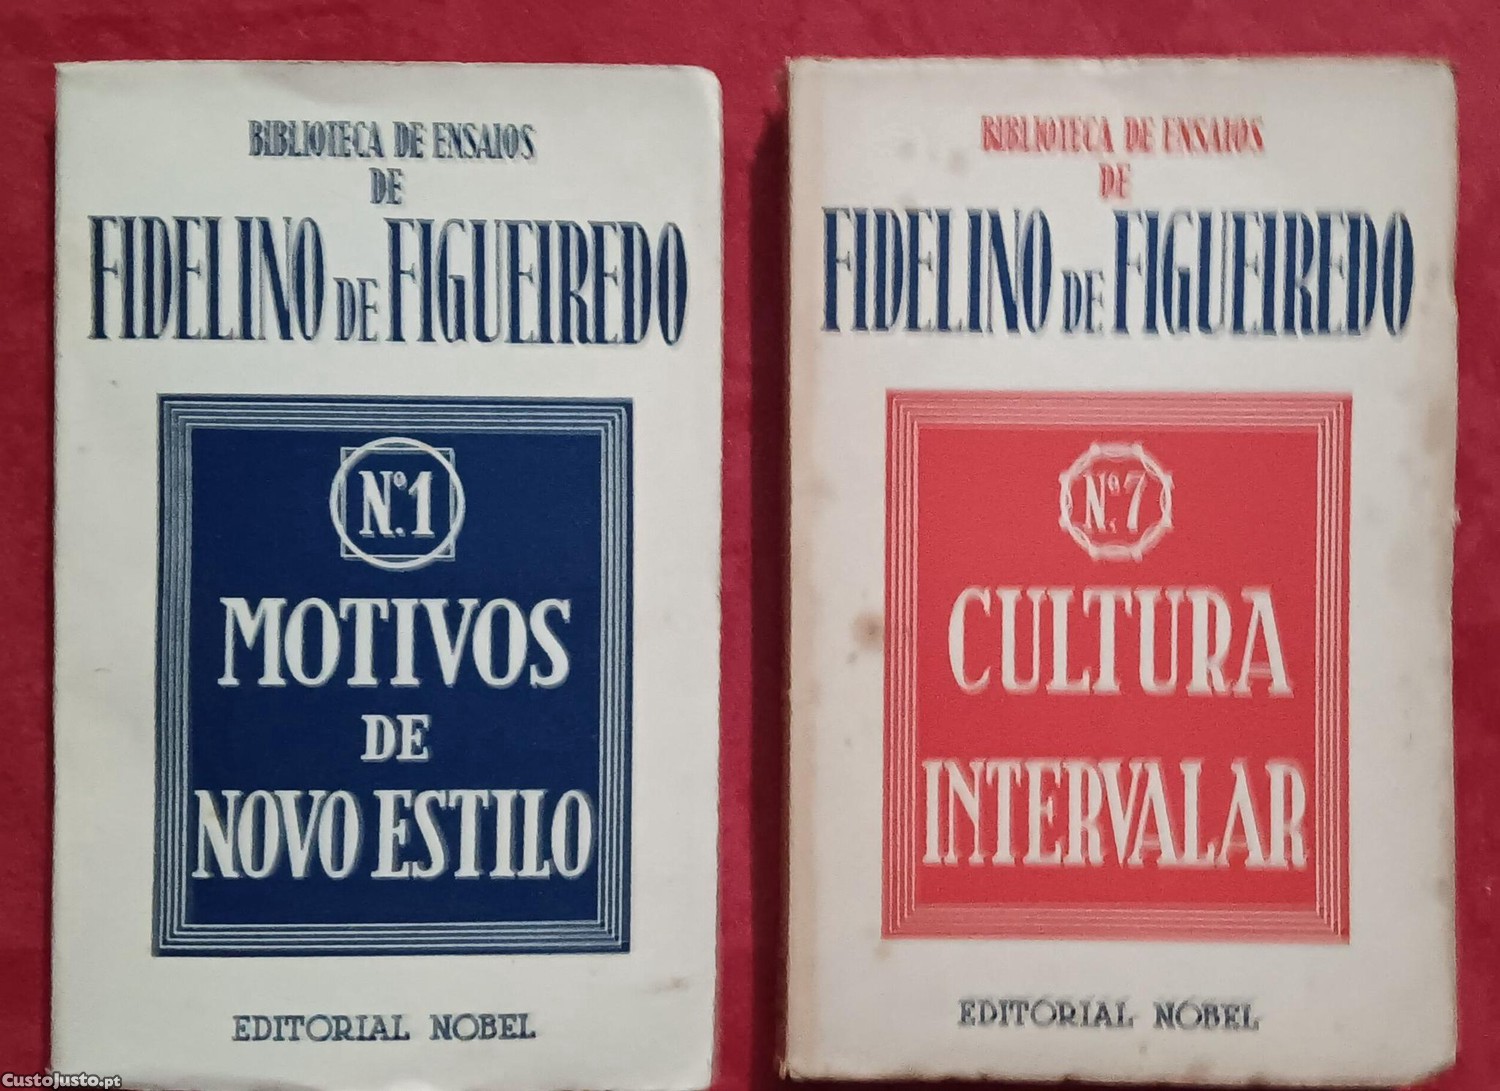 BIBLIOTECA DE ENSAIOS
DE
FIDELINO DE FIGUEIREDO
Nº.1
MOTIVOS
DE
NOVO ESTILO
EDITORIAL NOBEL
BIBLIOTECA DE ENSAIOS
DE
FIDELINO DE FIGUEIREDO
Nº.7
CULTURA
INTERVALAR
EDITORIAL NOBEL
CustoJusto.pt